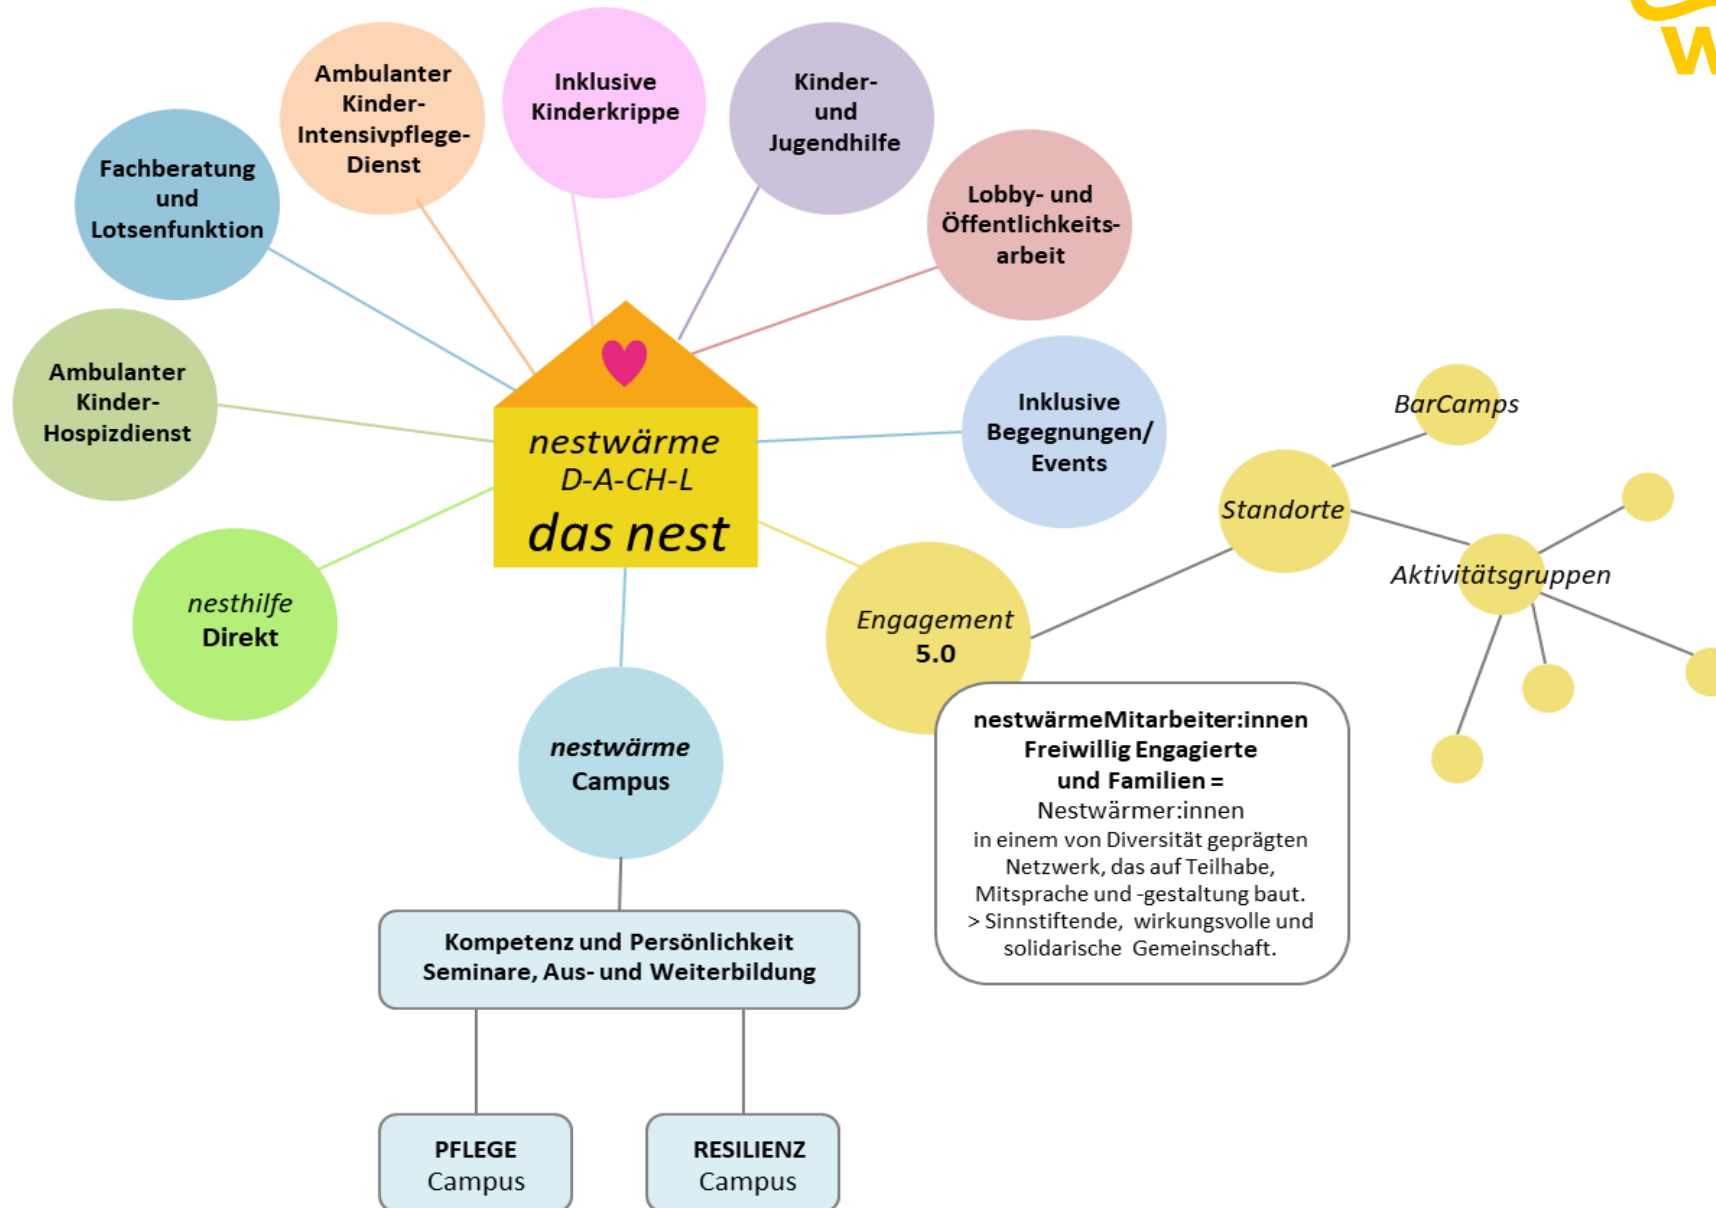 Ambulanter
Kinder-
Intensivpflege-
Dienst
Inklusive
Kinderkrippe
Kinder-
und
Jugendhilfe
Fachberatung
und
Lotsenfunktion
Lobby- und
Öffentlichkeits-
arbeit
Ambulanter
Kinder-
Hospizdienst
nestwärme
D-A-CH-L
das nest
Inklusive
Begegnungen/
Events
BarCamps
Standorte
Aktivitätsgruppen
nesthilfe
Direkt
Engagement
5.0
nestwärme
Campus
nestwärmeMitarbeiter:innen
Freiwillig Engagierte
und Familien =
Nestwärmer:innen
in einem von Diversität geprägten
Netzwerk, das auf Teilhabe,
Mitsprache und -gestaltung baut.
> Sinnstiftende, wirkungsvolle und
solidarische Gemeinschaft.
Kompetenz und Persönlichkeit
Seminare, Aus- und Weiterbildung
PFLEGE
Campus
RESILIENZ
Campus